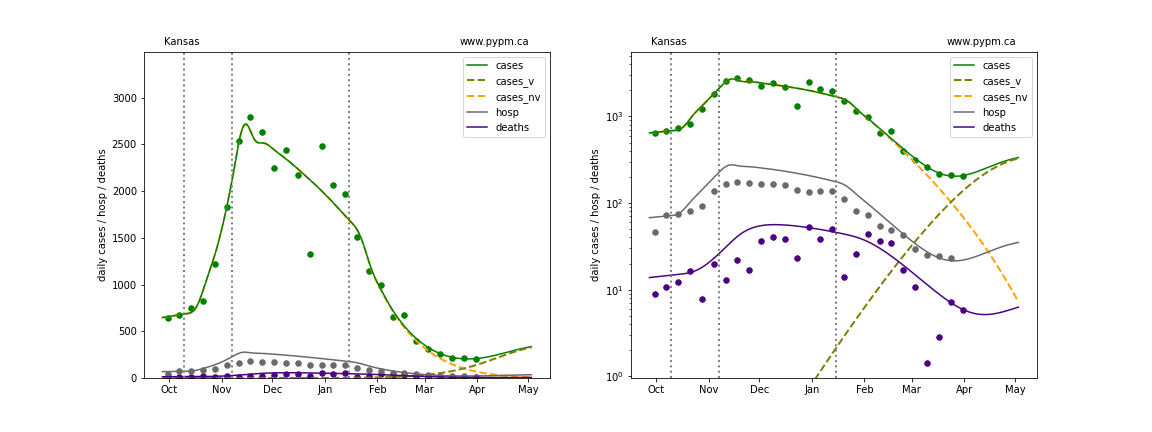 Kansas www.pypm.ca
daily cases / hosp / deaths
3000
2500
2000
1500
1000
500
0
Oct Nov Dec Jan Feb Mar Apr May
cases
cases_v
cases_nv
hosp
deaths
Kansas www.pypm.ca
daily cases / hosp / deaths
10³
10²
10¹
10⁰
Oct Nov Dec Jan Feb Mar Apr May
cases
cases_v
cases_nv
hosp
deaths